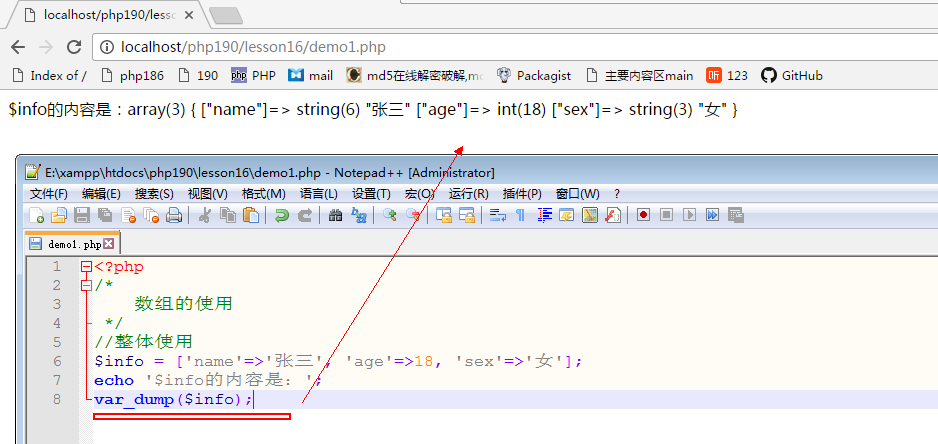 localhost/php190/lesso
localhost/php190/lesson16/demo1.php
Index of / php186 190 php PHP mail md5在线解密破解,mc Packagist 主要内容区main 听 123 GitHub
$info的内容是：array(3) { ["name"]=> string(6) "张三" ["age"]=> int(18) ["sex"]=> string(3) "女" }
E:\xampp\htdocs\php190\lesson16\demo1.php - Notepad++ [Administrator]
文件(F) 编辑(E) 搜索(S) 视图(V) 格式(M) 语言(L) 设置(T) 宏(O) 运行(R) 插件(P) 窗口(W) ?
demo1.php
1 <?php
2 /*
3 数组的使用
4 */
5 //整体使用
6 $info = ['name'=>'张三', 'age'=>18, 'sex'=>'女'];
7 echo '$info的内容是：';
8 var_dump($info);